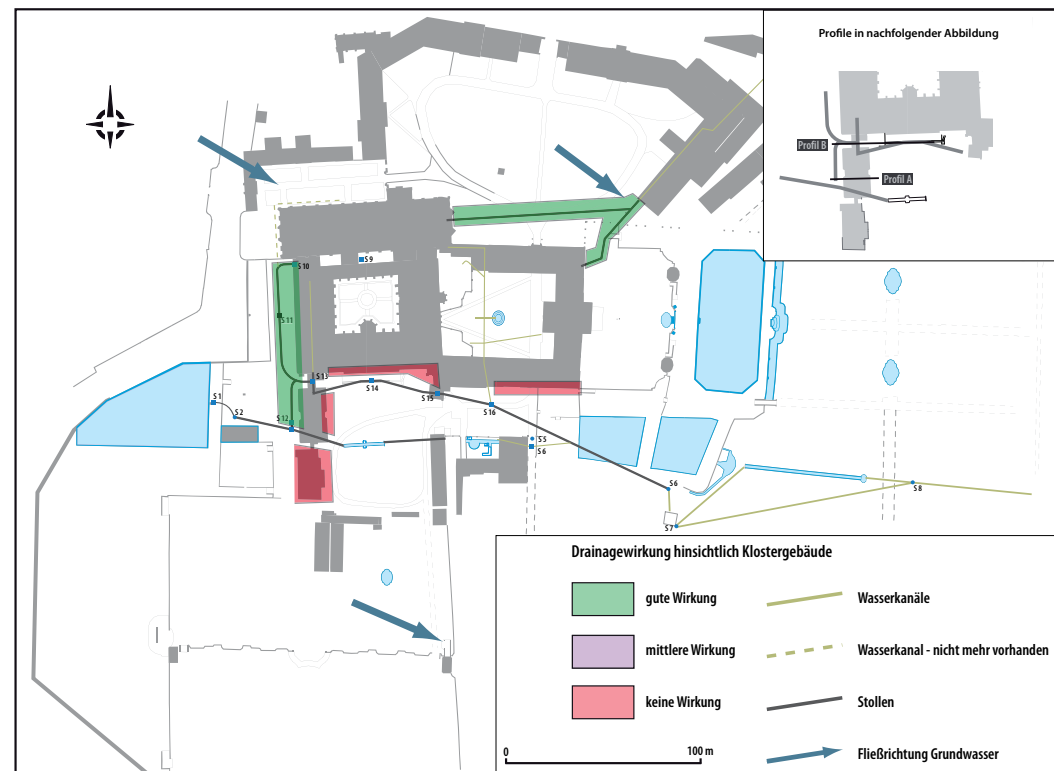 Profile in nachfolgender Abbildung
Profil B
Profil A
S 10
S 9
S 11
S 13
S 14
S 1
S 15
S 2
S 16
S 12
S 5
S 6
S 6
S 8
S 7
Drainagewirkung hinsichtlich Klostergebäude
gute Wirkung
Wasserkanäle
mittlere Wirkung
Wasserkanal - nicht mehr vorhanden
keine Wirkung
Stollen
0
100 m
Fließrichtung Grundwasser